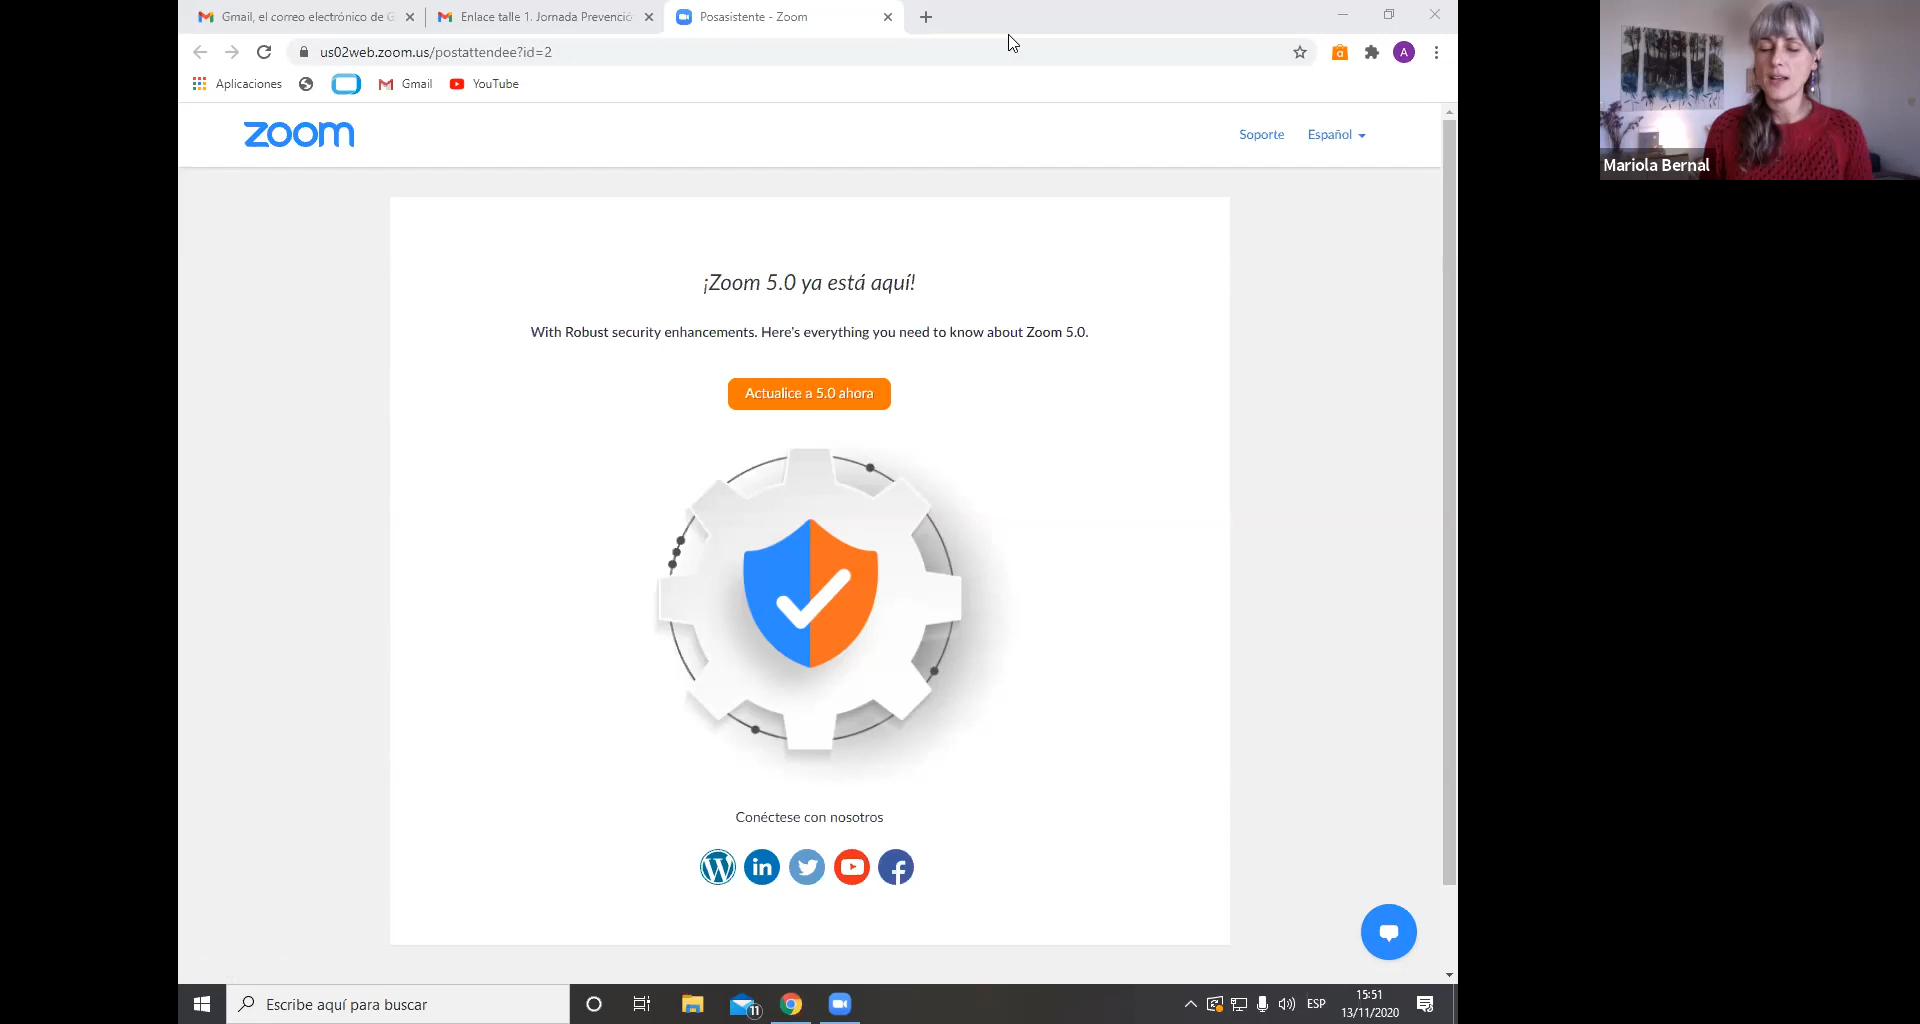 Gmail, el correo electrónico de G
Enlace talle 1. Jornada Prevenció
Posasistente - Zoom
us02web.zoom.us/postattendee?id=2
A
Aplicaciones
Gmail
YouTube
zoom
Soporte
Español
¡Zoom 5.0 ya está aquí!
With Robust security enhancements. Here's everything you need to know about Zoom 5.0.
Actualice a 5.0 ahora
Conéctese con nosotros
Escribe aquí para buscar
11
ESP
15:51
13/11/2020
Mariola Bernal